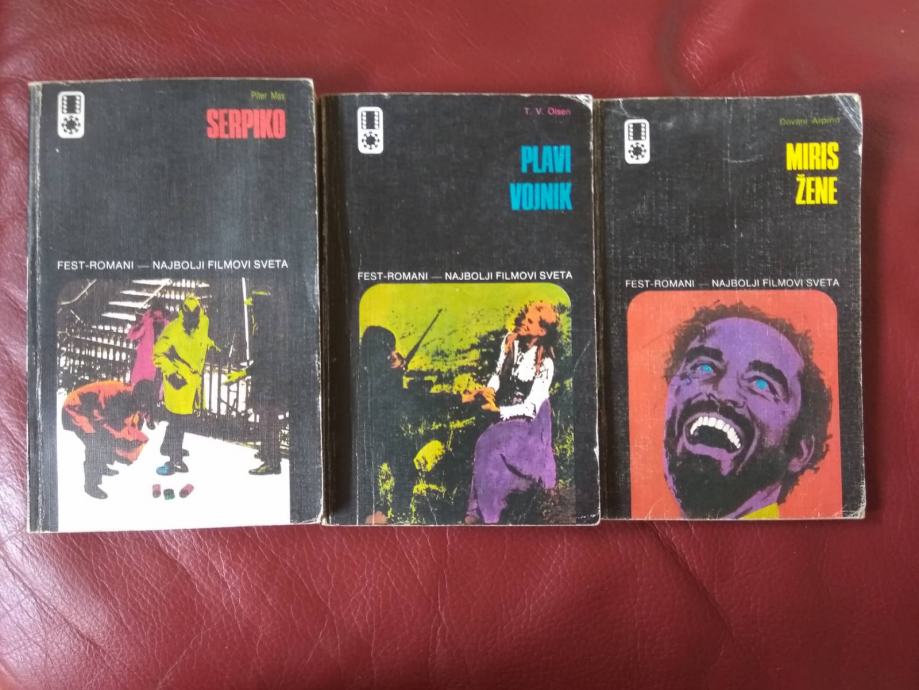 Piter Mas
SERPIKO
FEST-ROMANI — NAJBOLJI FILMOVI SVETA
T. V. Olsen
PLAVI
VOJNIK
FEST-ROMANI — NAJBOLJI FILMOVI SVETA
Đovani Arpino
MIRIS
ŽENE
FEST-ROMANI — NAJBOLJI FILMOVI SVETA